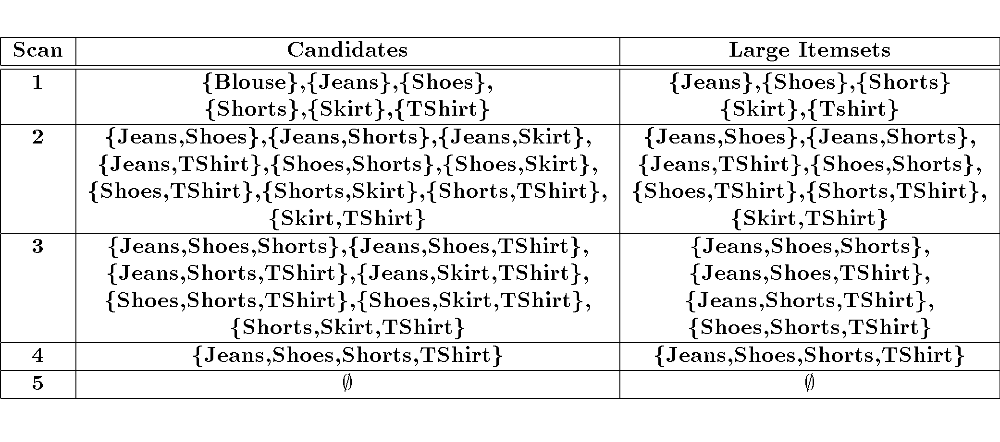 Scan Candidates Large Itemsets
1 {Blouse},{Jeans},{Shoes}, {Jeans},{Shoes},{Shorts}
{Shorts},{Skirt},{TShirt} {Skirt},{Tshirt}
2 {Jeans,Shoes},{Jeans,Shorts},{Jeans,Skirt}, {Jeans,Shoes},{Jeans,Shorts},
{Jeans,TShirt},{Shoes,Shorts},{Shoes,Skirt}, {Jeans,TShirt},{Shoes,Shorts},
{Shoes,TShirt},{Shorts,Skirt},{Shorts,TShirt}, {Shoes,TShirt},{Shorts,TShirt},
{Skirt,TShirt} {Skirt,TShirt}
3 {Jeans,Shoes,Shorts},{Jeans,Shoes,TShirt}, {Jeans,Shoes,Shorts},
{Jeans,Shorts,TShirt},{Jeans,Skirt,TShirt}, {Jeans,Shoes,TShirt},
{Shoes,Shorts,TShirt},{Shoes,Skirt,TShirt}, {Jeans,Shorts,TShirt},
{Shorts,Skirt,TShirt} {Shoes,Shorts,TShirt}
4 {Jeans,Shoes,Shorts,TShirt} {Jeans,Shoes,Shorts,TShirt}
5 ∅ ∅